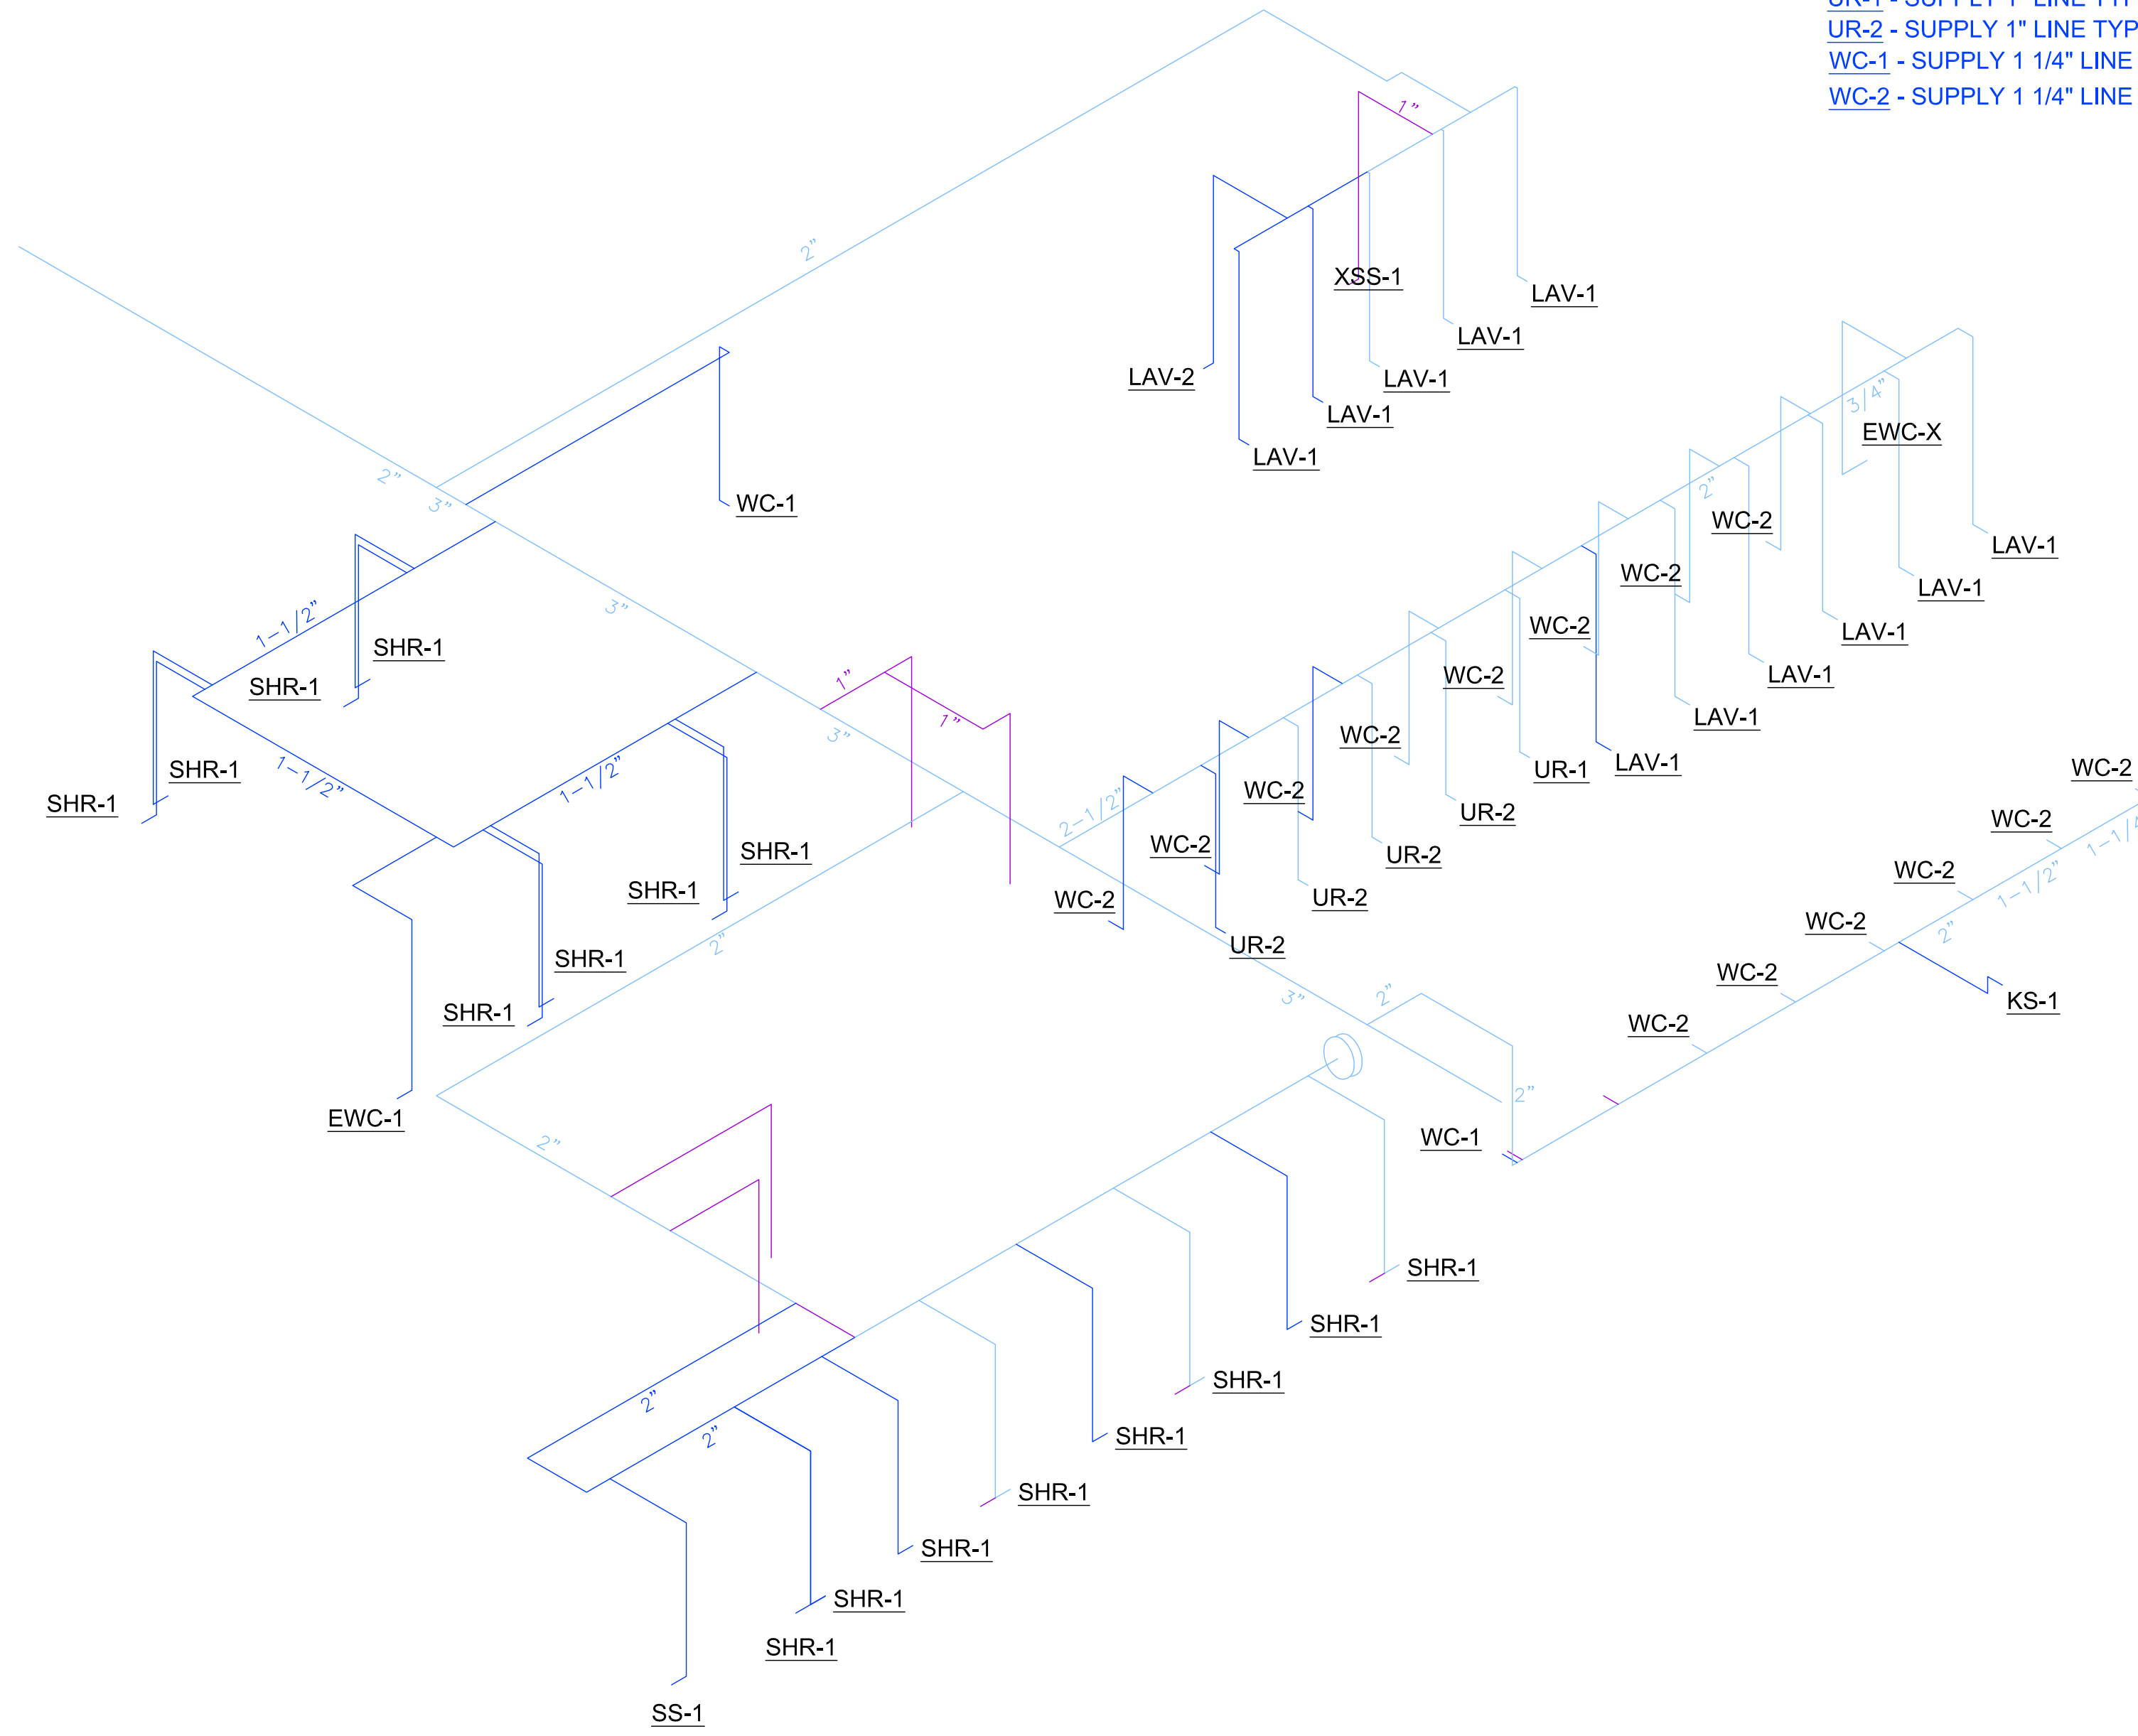 UR-2 - SUPPLY 1" LINE TYP
WC-1 - SUPPLY 1 1/4" LINE
WC-2 - SUPPLY 1 1/4" LINE
1"
2"
XSS-1
LAV-1
LAV-1
LAV-2
LAV-1
LAV-1
LAV-1
3/4"
EWC-X
2"
3"
WC-1
2"
WC-2
LAV-1
WC-2
LAV-1
3"
1-1/2"
WC-2
LAV-1
SHR-1
SHR-1
WC-2
LAV-1
1"
1"
3"
WC-2
LAV-1
UR-1
LAV-1
SHR-1
SHR-1
1-1/2"
1-1/2"
WC-2
UR-2
WC-2
2-1/2"
WC-2
UR-2
WC-2
SHR-1
SHR-1
WC-2
UR-2
UR-2
WC-2
1-1/2"
WC-2
2"
WC-2
WC-2
KS-1
2"
SHR-1
SHR-1
3"
2"
WC-2
2"
EWC-1
2"
WC-1
SHR-1
SHR-1
SHR-1
2"
2"
SHR-1
SHR-1
SHR-1
SHR-1
SHR-1
SS-1